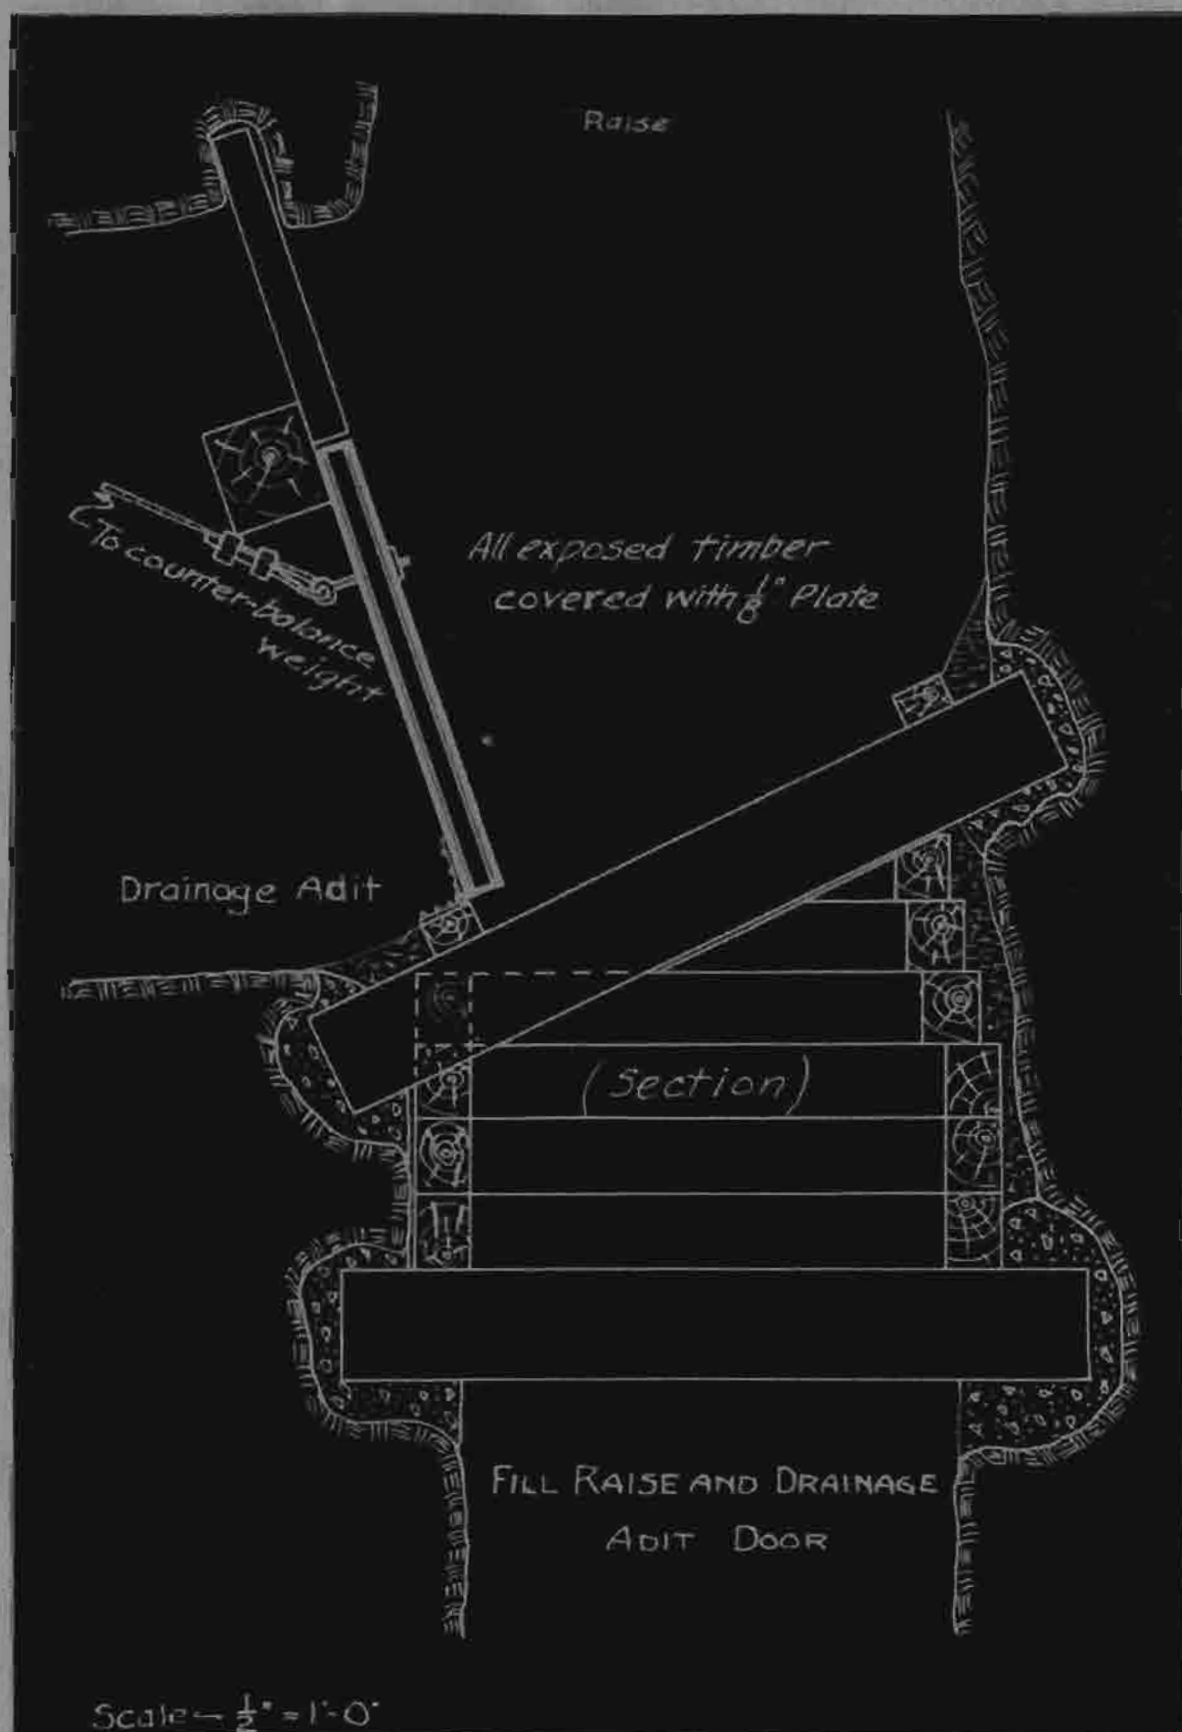 Raise
All exposed timber
covered with 1/8" Plate
To counter-balance
weight
Drainage Adit
(Section)
FILL RAISE AND DRAINAGE
ADIT DOOR
Scale - 1/2" = 1'-0"